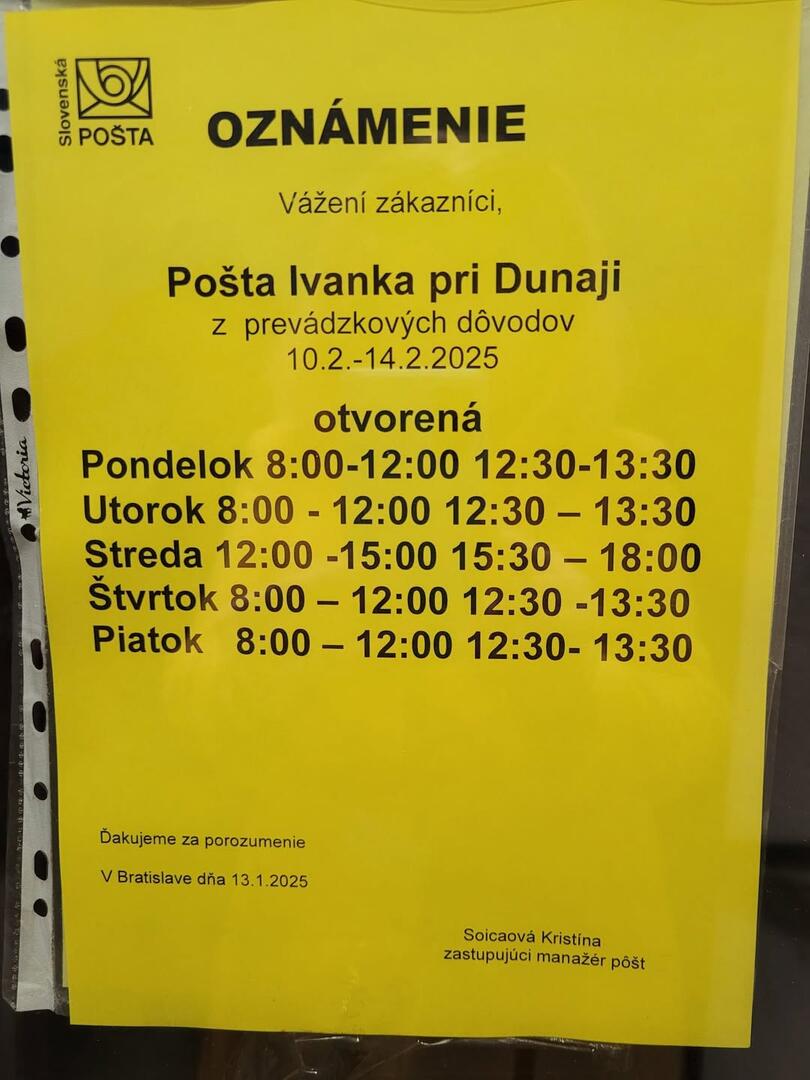 Slovenská
POŠTA
OZNÁMENIE
Vážení zákazníci,
Pošta Ivanka pri Dunaji
z prevádzkových dôvodov
10.2.-14.2.2025
otvorená
Pondelok 8:00-12:00 12:30-13:30
Utorok 8:00 - 12:00 12:30 – 13:30
Streda 12:00 -15:00 15:30 – 18:00
Štvrtok 8:00 – 12:00 12:30 -13:30
Piatok 8:00 – 12:00 12:30- 13:30
Victoria
Ďakujeme za porozumenie
V Bratislave dňa 13.1.2025
Soicaová Kristína
zastupujúci manažér pôšt